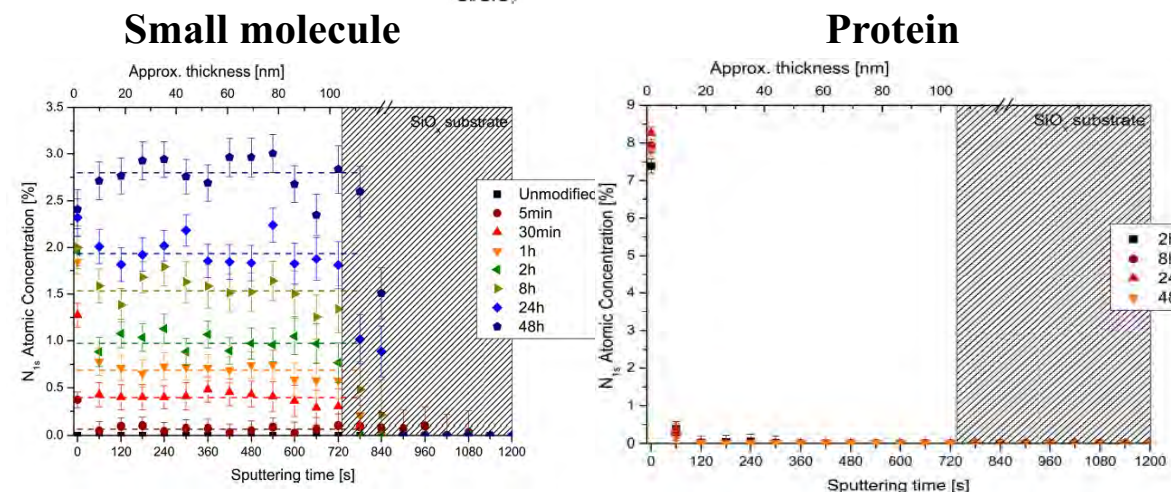 Small molecule
Protein
Approx. thickness [nm]
0 20 40 60 80 100
3.5
3.0
2.5
2.0
1.5
1.0
0.5
0.0
N1s Atomic Concentration [%]
SiOx substrate
Unmodified
5min
30min
1h
2h
8h
24h
48h
0 120 240 360 480 600 720 840 960 1080 1200
Sputtering time [s]
Approx. thickness [nm]
0 20 40 60 80 100
9
8
7
6
5
4
3
2
1
0
N1s Atomic Concentration [%]
SiOx substrate
2h
8h
24
48
0 120 240 360 480 600 720 840 960 1080 1200
Sputtering time [s]